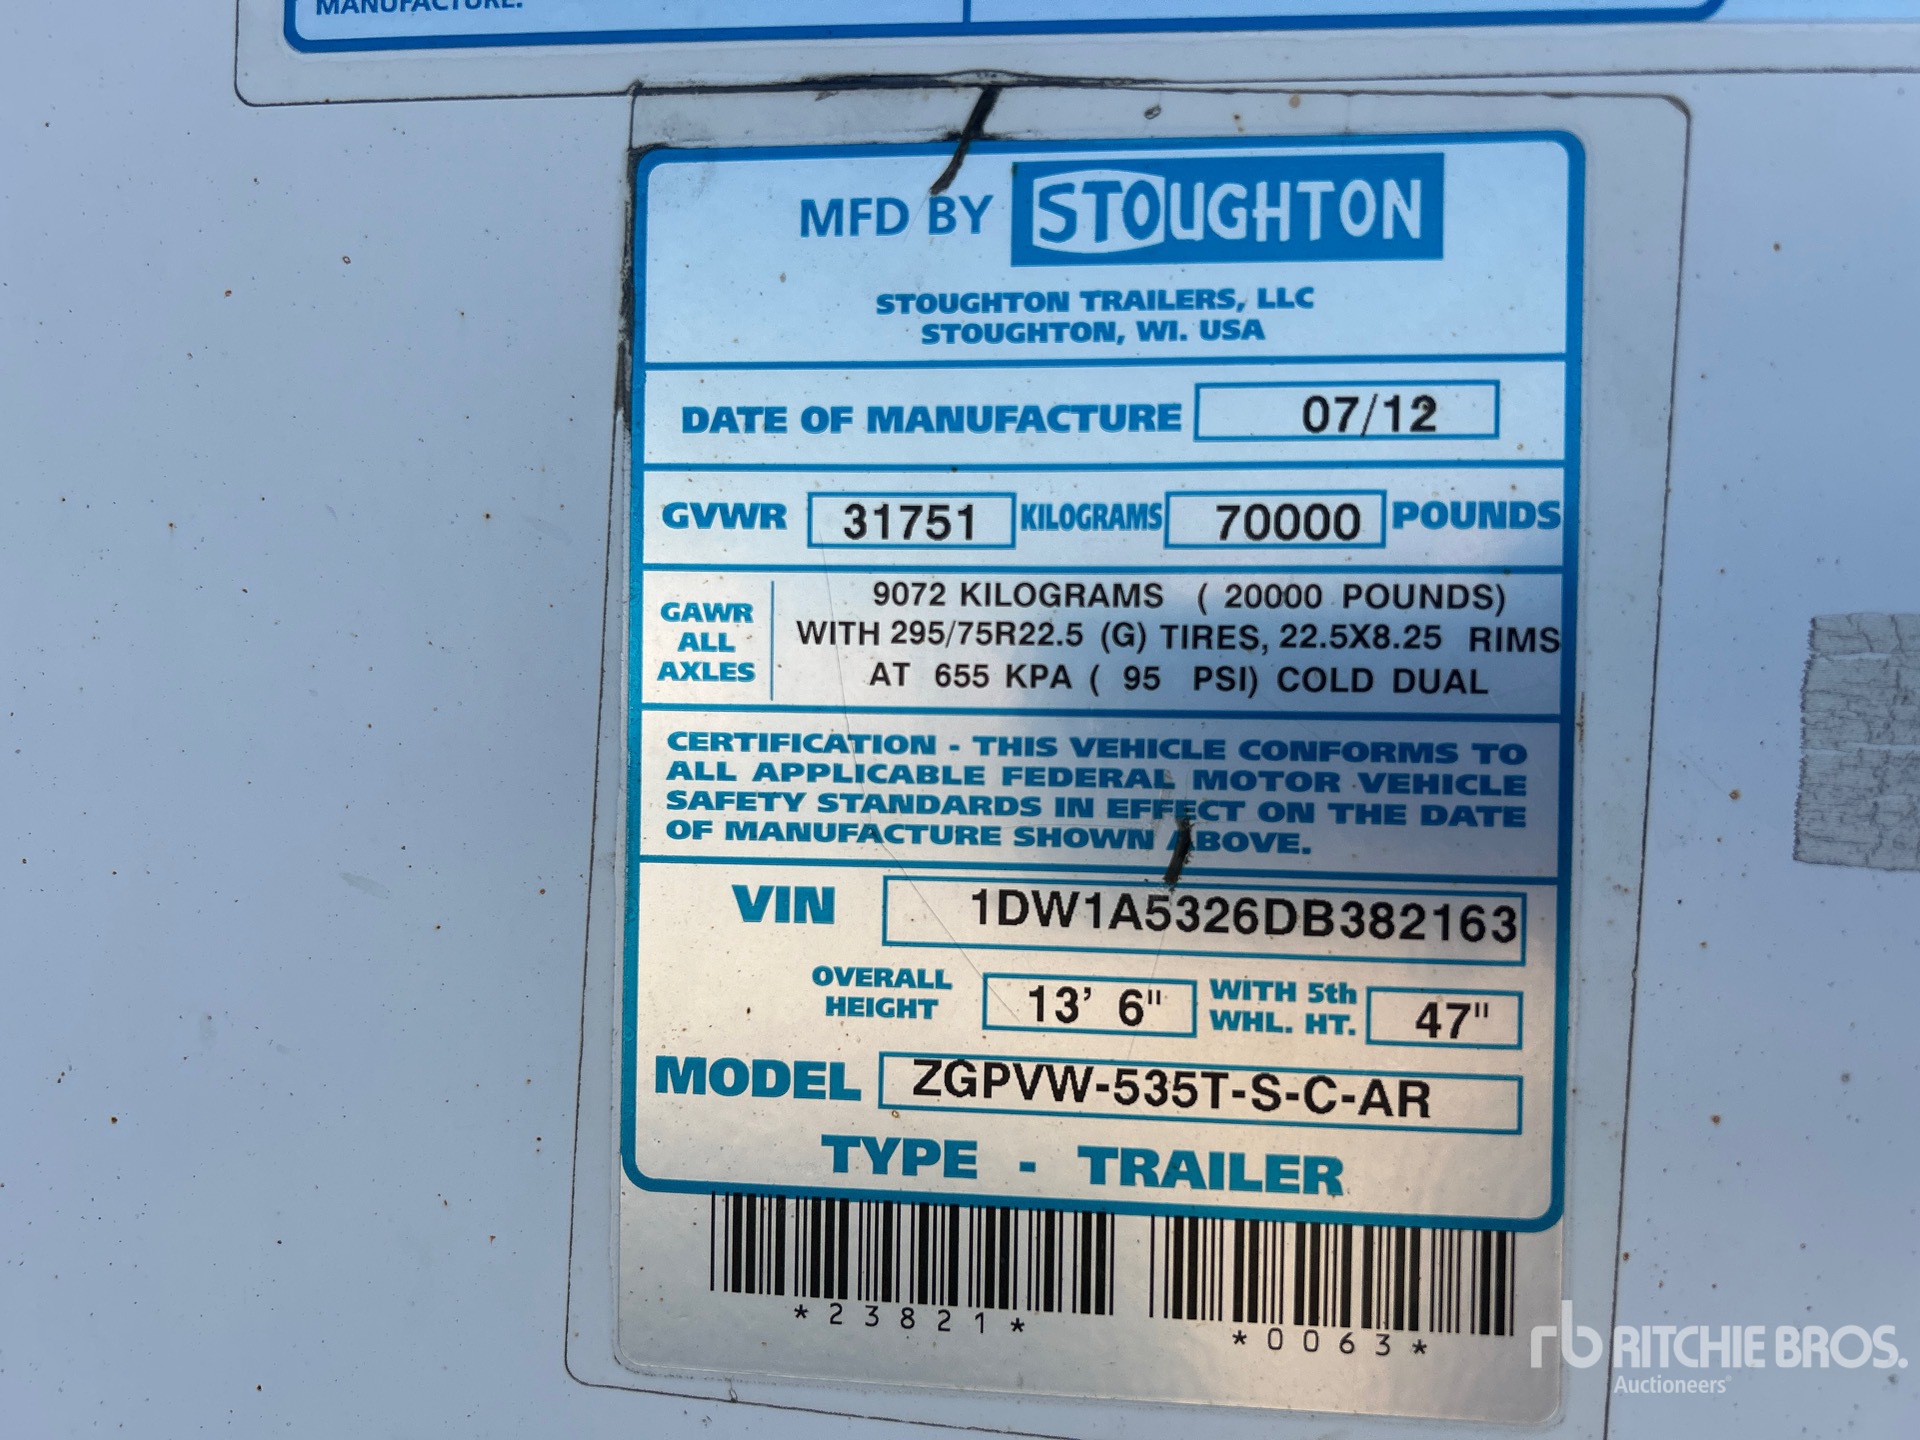 MANUFACTURE.
MFD BY STOUGHTON
STOUGHTON TRAILERS, LLC
STOUGHTON, WI. USA
DATE OF MANUFACTURE 07/12
GVWR 31751 KILOGRAMS 70000 POUNDS
GAWR ALL AXLES
9072 KILOGRAMS ( 20000 POUNDS)
WITH 295/75R22.5 (G) TIRES, 22.5X8.25 RIMS
AT 655 KPA ( 95 PSI) COLD DUAL
CERTIFICATION - THIS VEHICLE CONFORMS TO
ALL APPLICABLE FEDERAL MOTOR VEHICLE
SAFETY STANDARDS IN EFFECT ON THE DATE
OF MANUFACTURE SHOWN ABOVE.
VIN 1DW1A5326DB382163
OVERALL HEIGHT 13' 6" WITH 5th WHL. HT. 47"
MODEL ZGPVW-535T-S-C-AR
TYPE - TRAILER
*23821*
*0063*
rb RITCHIE BROS.
Auctioneers